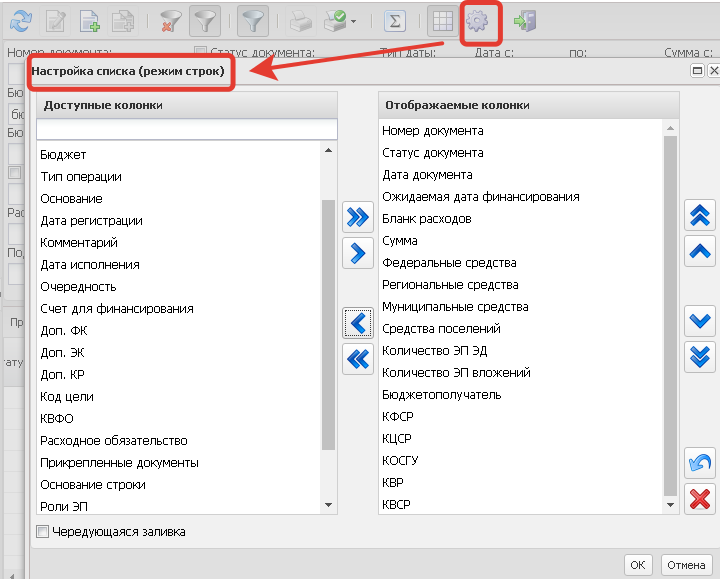 Номер документа: Статус документа: Тип даты: Дата с: по: Сумма с:
Настройка списка (режим строк)
Доступные колонки
Бюджет
Тип операции
Основание
Дата регистрации
Комментарий
Дата исполнения
Очередность
Счет для финансирования
Доп. ФК
Доп. ЭК
Доп. КР
Код цели
КВФО
Расходное обязательство
Прикрепленные документы
Основание строки
Роли ЭП
Отображаемые колонки
Номер документа
Статус документа
Дата документа
Ожидаемая дата финансирования
Бланк расходов
Сумма
Федеральные средства
Региональные средства
Муниципальные средства
Средства поселений
Количество ЭП ЭД
Количество ЭП вложений
Бюджетополучатель
КФСР
КЦСР
КОСГУ
КВР
КВСР
Чередующаяся заливка
ОК
Отмена